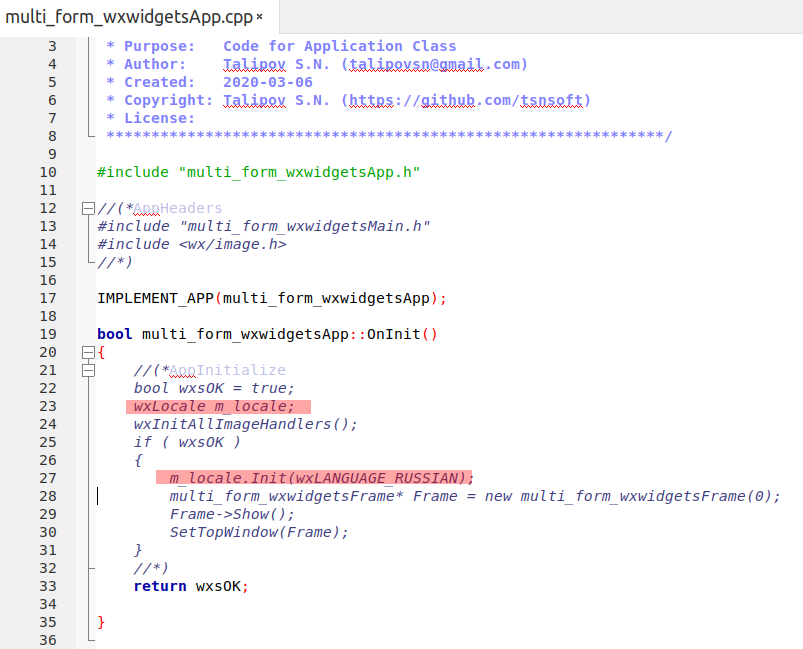 multi_form_wxwidgetsApp.cpp ×
3 * Purpose:   Code for Application Class
4 * Author:    Talipov S.N. (talipovsn@gmail.com)
5 * Created:   2020-03-06
6 * Copyright: Talipov S.N. (https://github.com/tsnsoft)
7 * License:
8 **************************************************************/
9
10 #include "multi_form_wxwidgetsApp.h"
11
12 //(*AppHeaders
13 #include "multi_form_wxwidgetsMain.h"
14 #include <wx/image.h>
15 //*)
16
17 IMPLEMENT_APP(multi_form_wxwidgetsApp);
18
19 bool multi_form_wxwidgetsApp::OnInit()
20 {
21     //(*AppInitialize
22     bool wxsOK = true;
23     wxLocale m_locale;
24     wxInitAllImageHandlers();
25     if ( wxsOK )
26     {
27         m_locale.Init(wxLANGUAGE_RUSSIAN);
28         multi_form_wxwidgetsFrame* Frame = new multi_form_wxwidgetsFrame(0);
29         Frame->Show();
30         SetTopWindow(Frame);
31     }
32     //*)
33     return wxsOK;
34
35 }
36